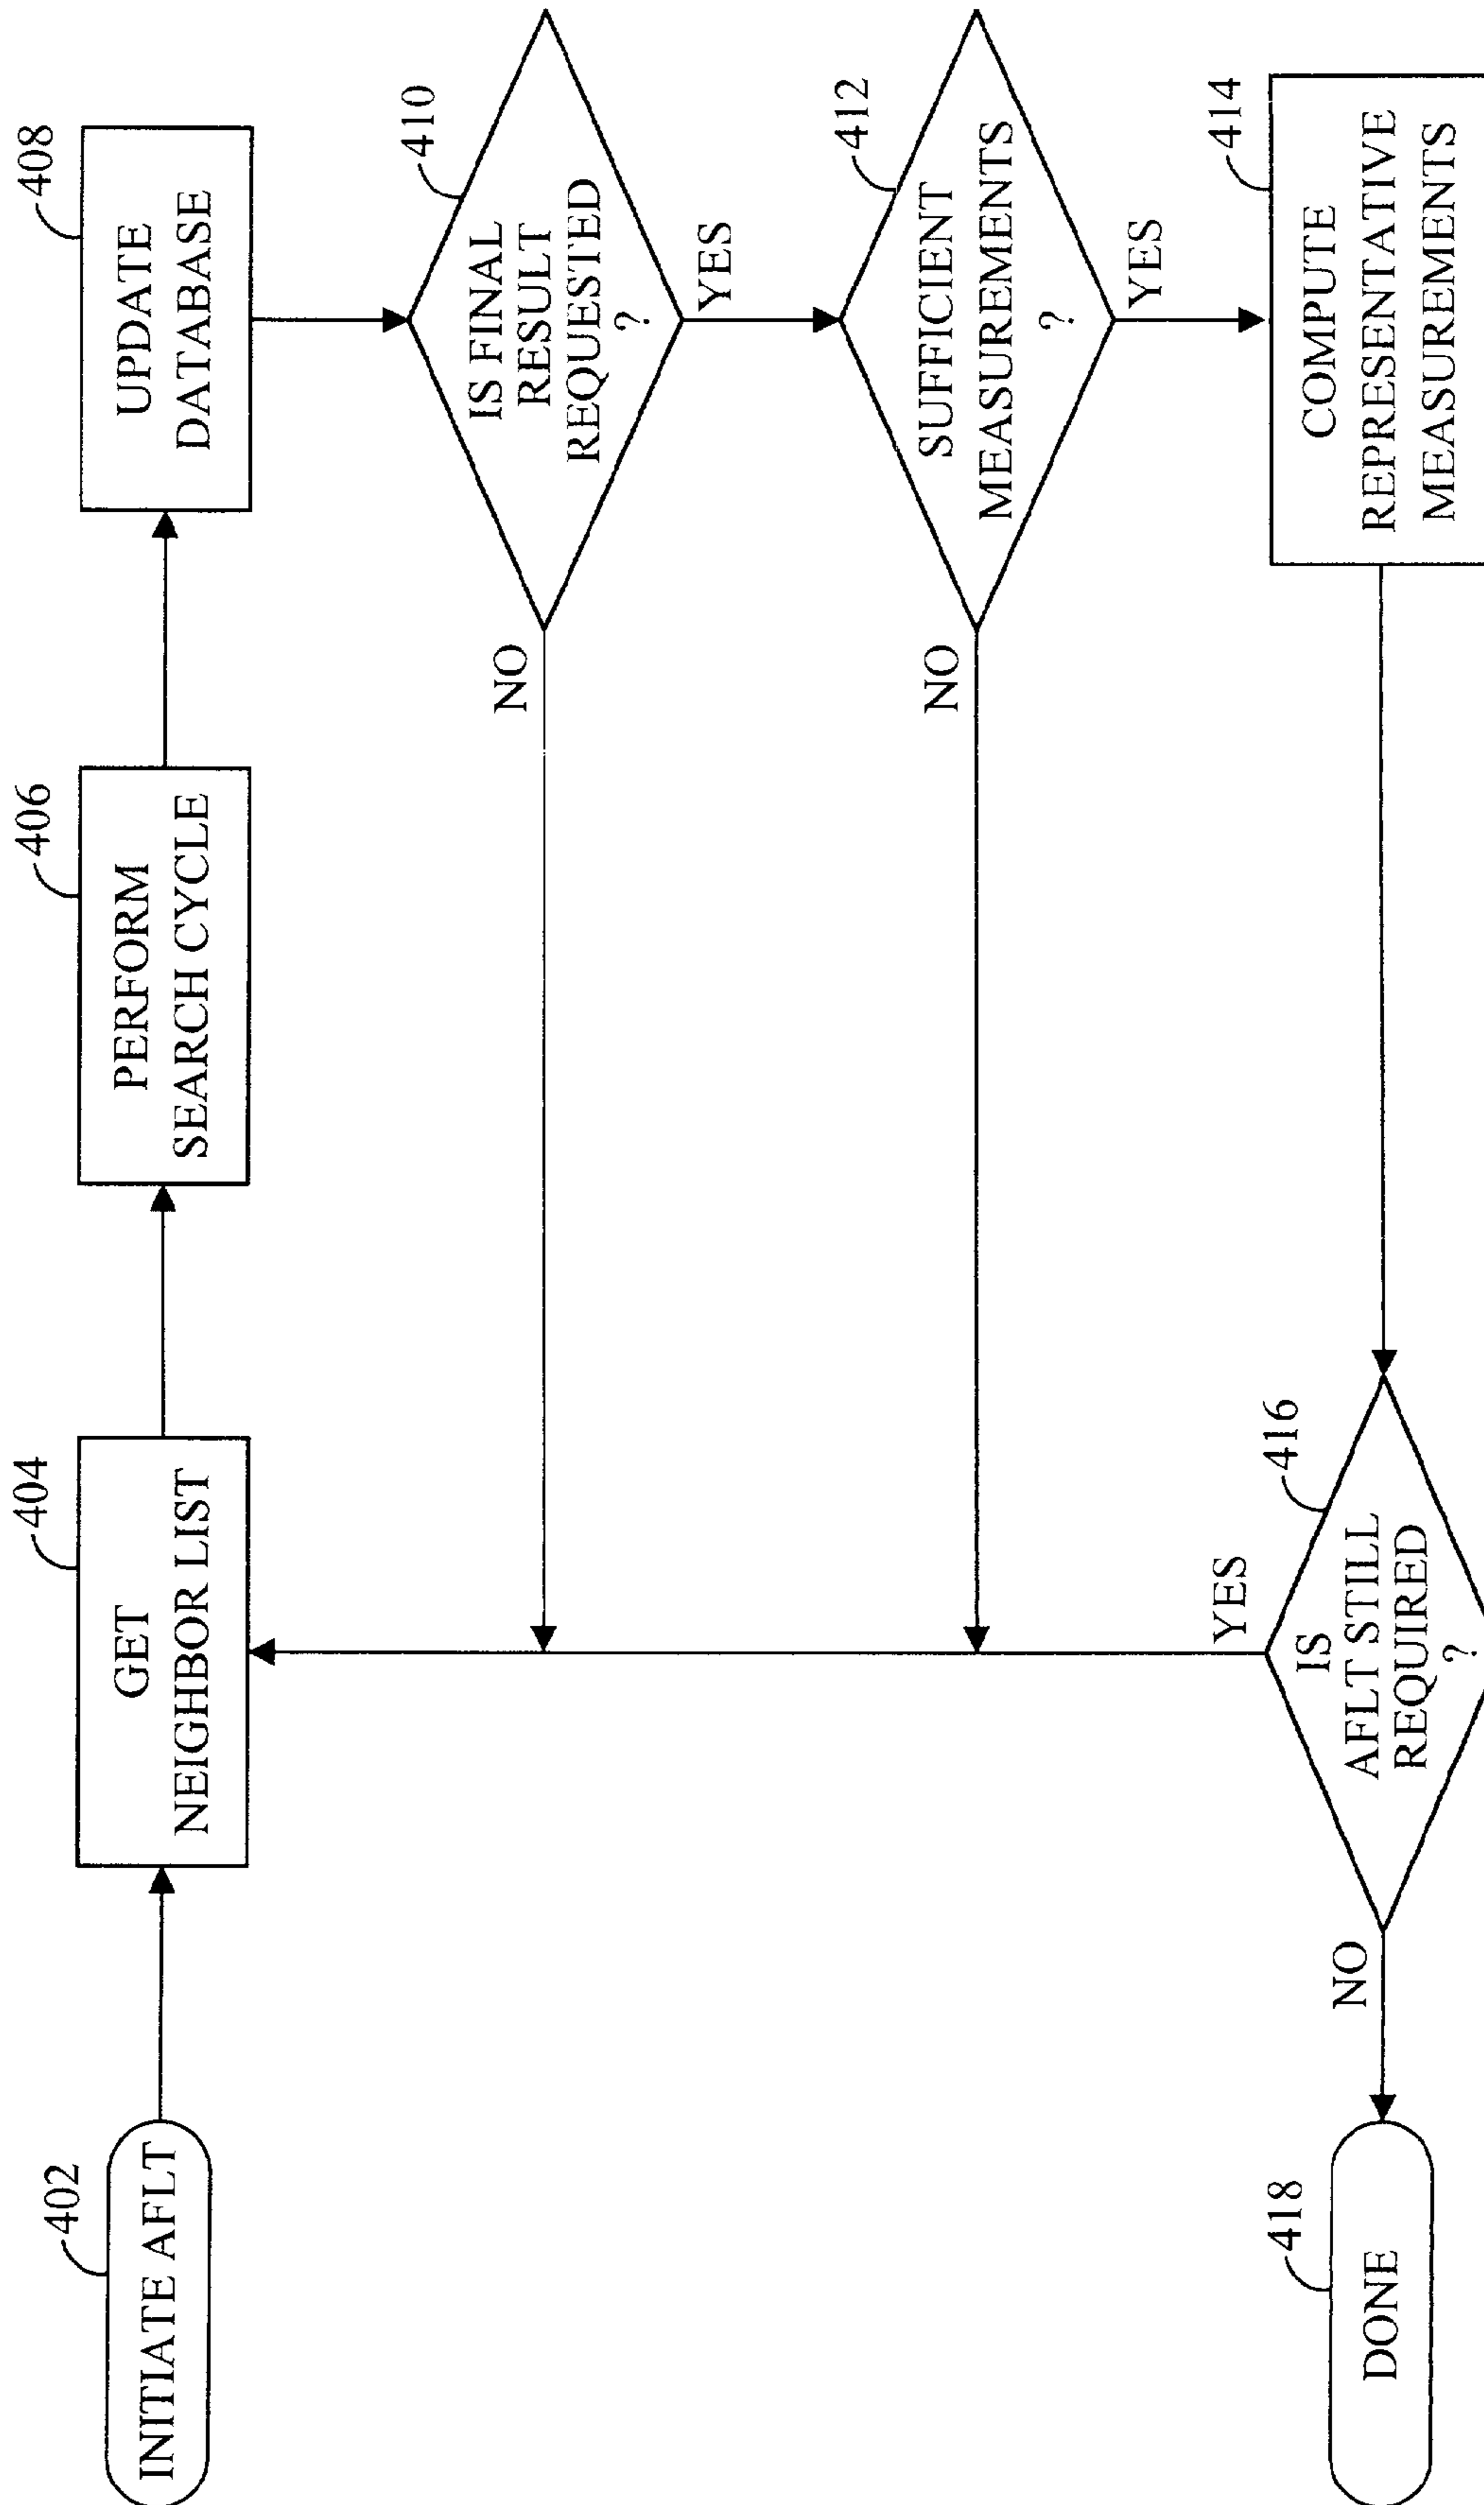 402
INITIATE AFLT
404
GET
NEIGHBOR LIST
406
PERFORM
SEARCH CYCLE
408
UPDATE
DATABASE
410
IS FINAL
RESULT
REQUESTED
?
NO
YES
412
SUFFICIENT
MEASUREMENTS
?
NO
YES
414
COMPUTE
REPRESENTATIVE
MEASUREMENTS
416
IS
AFLT STILL
REQUIRED
?
YES
NO
418
DONE